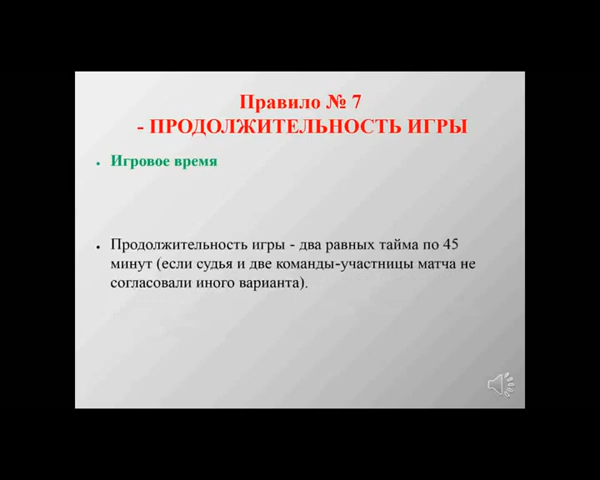 Правило № 7
- ПРОДОЛЖИТЕЛЬНОСТЬ ИГРЫ
• Игровое время
• Продолжительность игры - два равных тайма по 45
минут (если судья и две команды-участницы матча не
согласовали иного варианта).